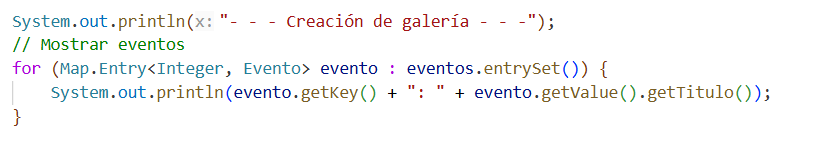 System.out.println(x: "- - - Creación de galería - - -");
// Mostrar eventos
for (Map.Entry<Integer, Evento> evento : eventos.entrySet()) {
    System.out.println(evento.getKey() + ": " + evento.getValue().getTitulo());
}